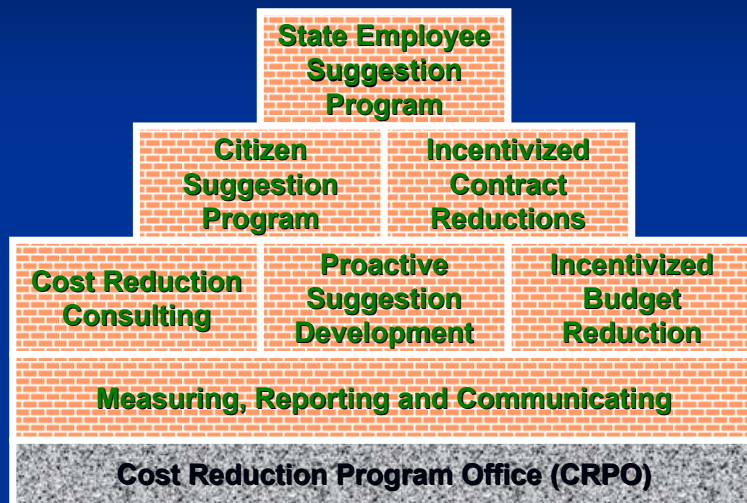 State Employee
Suggestion
Program
Citizen
Suggestion
Program
Incentivized
Contract
Reductions
Cost Reduction
Consulting
Proactive
Suggestion
Development
Incentivized
Budget
Reduction
Measuring, Reporting and Communicating
Cost Reduction Program Office (CRPO)